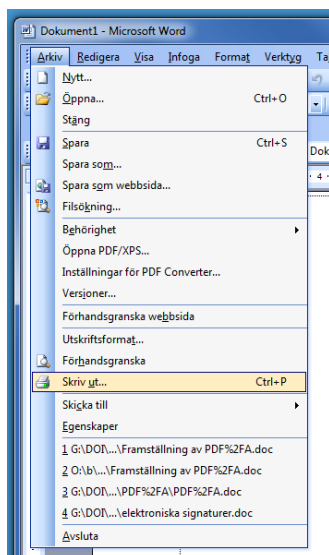 Dokument1 - Microsoft Word
Arkiv Redigera Visa Infoga Format Verktyg
Nytt...
Öppna... Ctrl+O
Stäng
Spara Ctrl+S
Dok
Spara som...
4
Spara som webbsida...
Filsökning...
Behörighet
Öppna PDF/XPS...
Inställningar för PDF Converter...
Versioner...
Förhandsgranska webbsida
Utskriftsformat...
Förhandsgranska
Skriv ut... Ctrl+P
Skicka till
Egenskaper
1 G:\DOI\...\Framställning av PDF%2FA.doc
2 O:\b\...\Framställning av PDF%2FA.doc
3 G:\DOI\...\PDF%2FA\PDF%2FA.doc
4 G:\DOI\...\elektroniska signaturer.doc
Avsluta